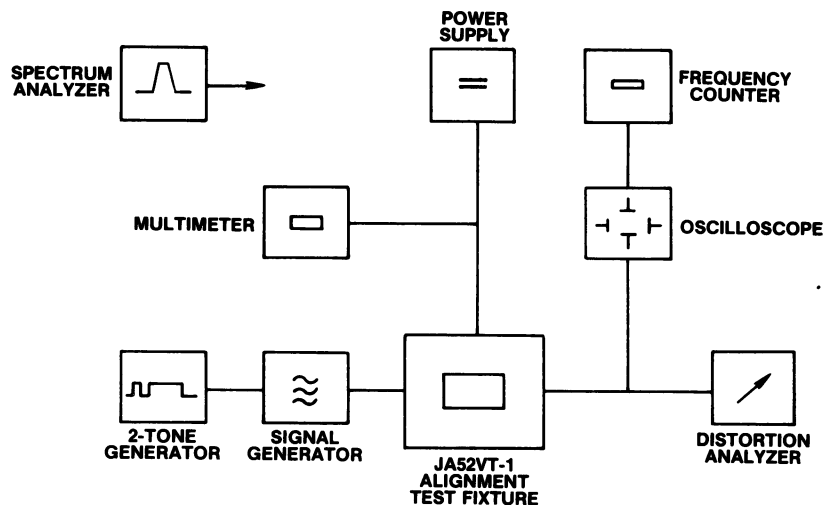 POWER
SUPPLY
SPECTRUM
ANALYZER
FREQUENCY
COUNTER
MULTIMETER
OSCILLOSCOPE
2-TONE
GENERATOR
SIGNAL
GENERATOR
JA52VT-1
ALIGNMENT
TEST FIXTURE
DISTORTION
ANALYZER